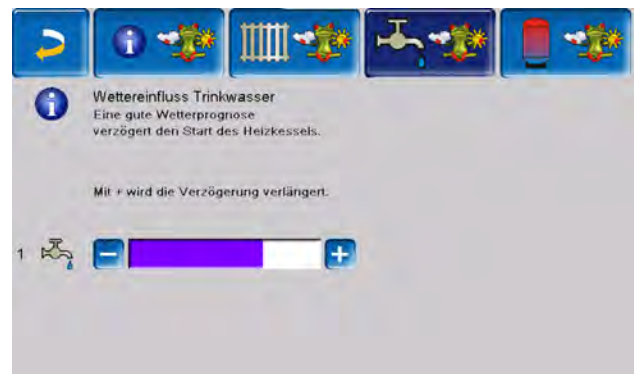 Wettereinfluss Trinkwasser
Eine gute Wetterprognose
verzögert den Start des Heizkessels.
Mit + wird die Verzögerung verlängert.
1